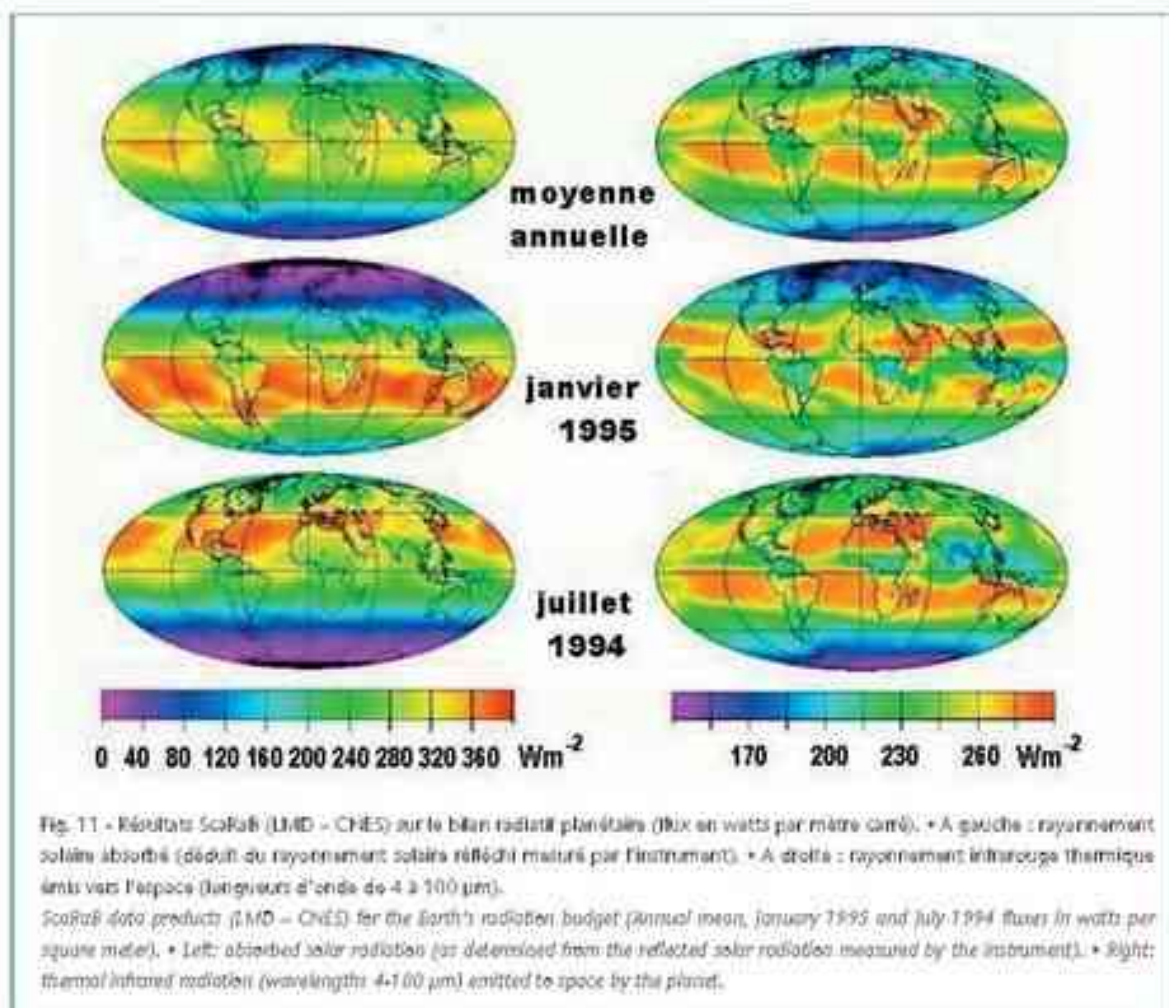 moyenne
annuelle
janvier
1995
juillet
1994
0 40 80 120 160 200 240 280 320 360 Wm-2
170 200 230 260 Wm-2
Fig. 11 - Résultats ScaRaB (LMD – CNES) sur le bilan radiatif planétaire (flux en watts par mètre carré). • A gauche : rayonnement
solaire absorbé (déduit du rayonnement solaire réfléchi mesuré par l'instrument). • A droite : rayonnement infrarouge thermique
émis vers l'espace (longueurs d'onde de 4 à 100 µm).
ScaRaB data products (LMD – CNES) for the Earth's radiation budget (Annual mean, January 1995 and July 1994 fluxes in watts per
square meter). • Left: absorbed solar radiation (as determined from the reflected solar radiation measured by the instrument). • Right:
thermal infrared radiation (wavelengths 4-100 µm) emitted to space by the planet.